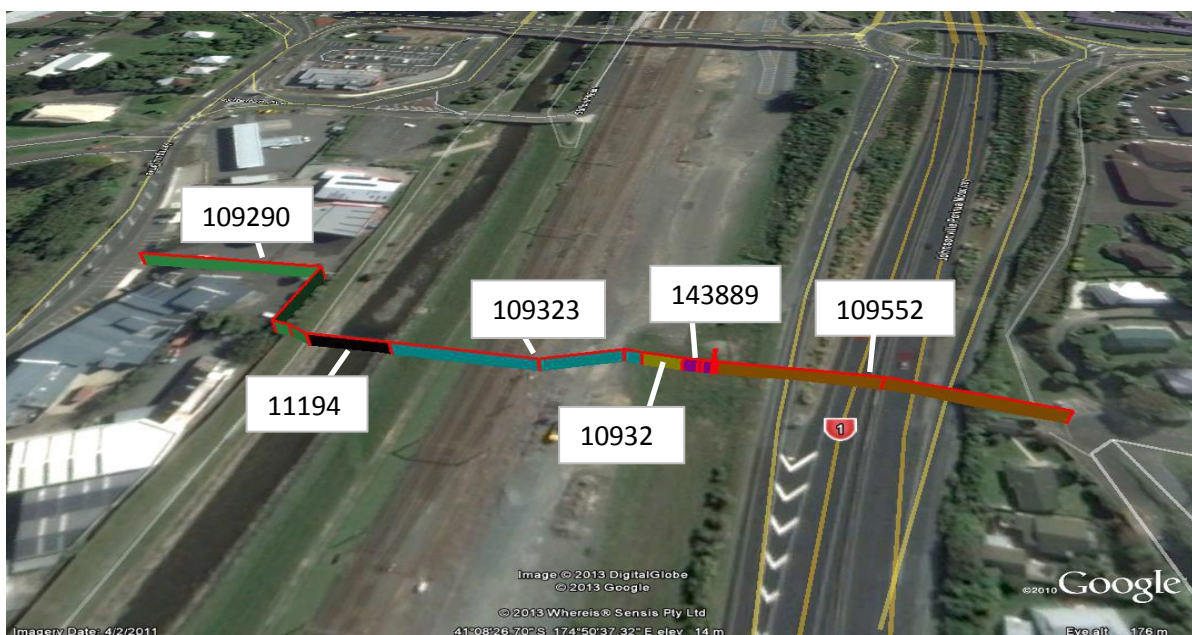 109290
109323
143889
109552
11194
10932
1
Image © 2013 DigitalGlobe
© 2013 Google
© 2013 Whereis® Sensis Pty Ltd
©2010 Google
Imagery Date: 4/2/2011
41°08'26.70" S 174°50'37.32" E elev 14 m
Eye alt 176 m